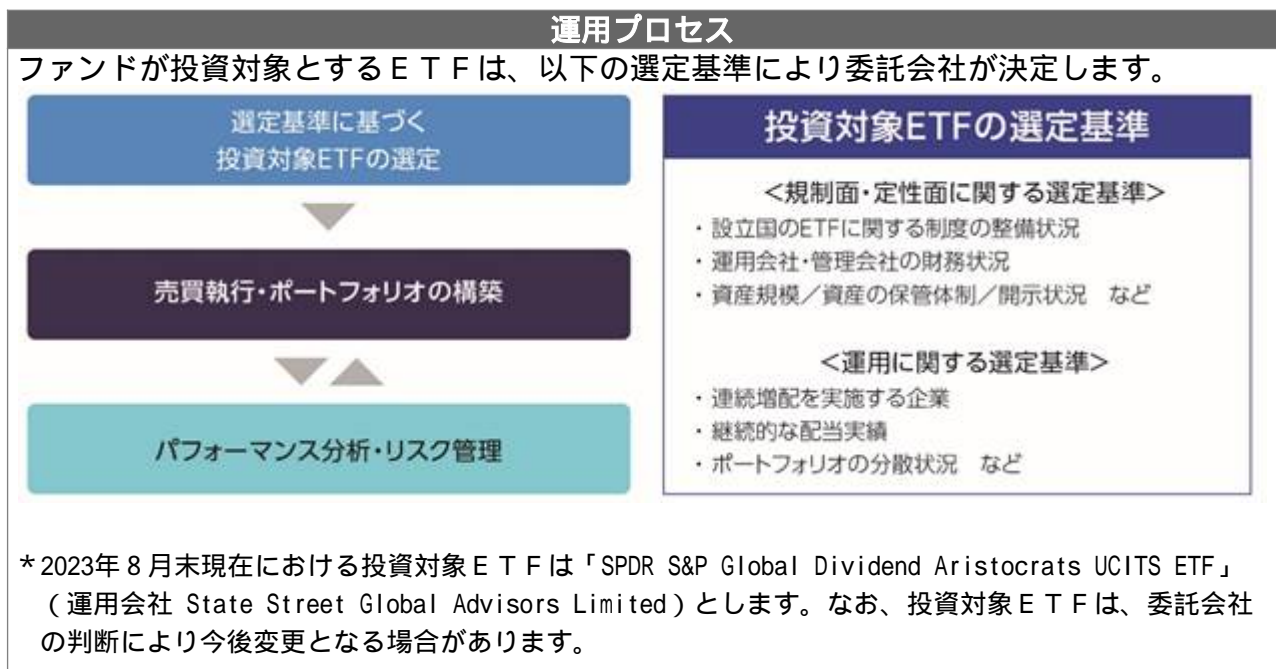 運用プロセス
ファンドが投資対象とするＥＴＦは、以下の選定基準により委託会社が決定します。
選定基準に基づく
投資対象ETFの選定
売買執行・ポートフォリオの構築
パフォーマンス分析・リスク管理
投資対象ETFの選定基準
＜規制面・定性面に関する選定基準＞
・設立国のETFに関する制度の整備状況
・運用会社・管理会社の財務状況
・資産規模／資産の保管体制／開示状況　など
＜運用に関する選定基準＞
・連続増配を実施する企業
・継続的な配当実績
・ポートフォリオの分散状況　など
＊2023年８月末現在における投資対象ＥＴＦは「SPDR S&P Global Dividend Aristocrats UCITS ETF」
（運用会社 State Street Global Advisors Limited）とします。なお、投資対象ＥＴＦは、委託会社
の判断により今後変更となる場合があります。